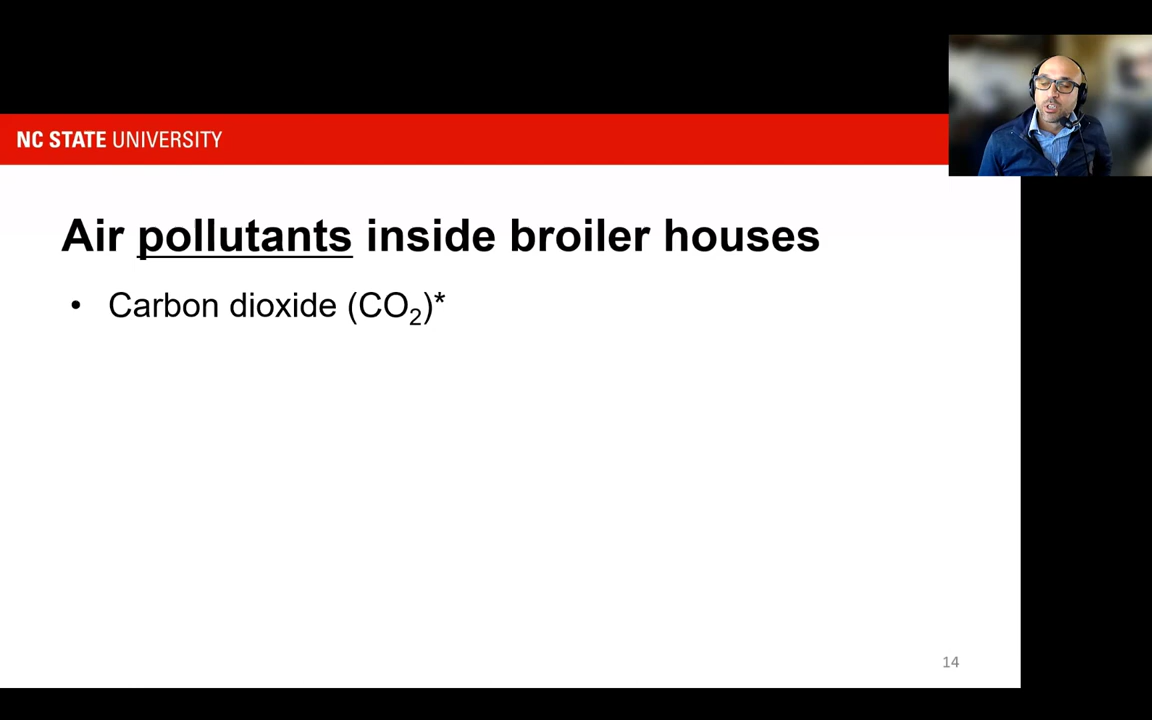 NC STATE UNIVERSITY
Air pollutants inside broiler houses
• Carbon dioxide (CO₂)*
14